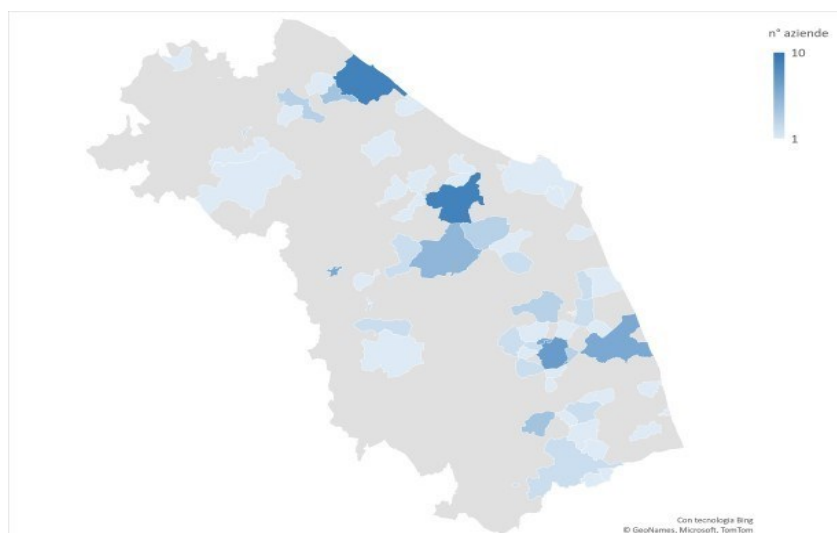 n° aziende
10
1
Con tecnologia Bing
© GeoNames, Microsoft, TomTom